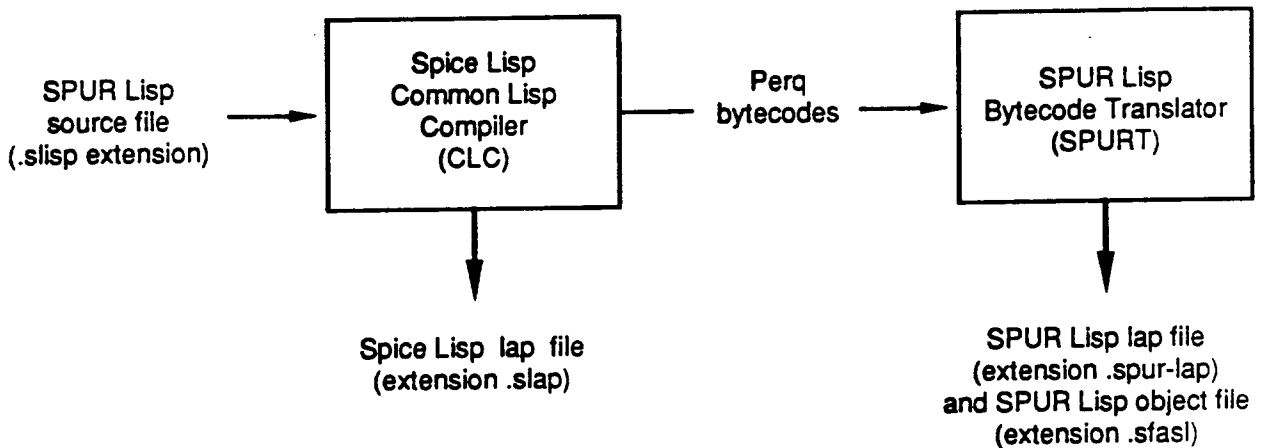 SPUR Lisp
source file
(.slisp extension)
Spice Lisp
Common Lisp
Compiler
(CLC)
Perq
bytecodes
SPUR Lisp
Bytecode Translator
(SPURT)
Spice Lisp lap file
(extension .slap)
SPUR Lisp lap file
(extension .spur-lap)
and SPUR Lisp object file
(extension .sfasl)